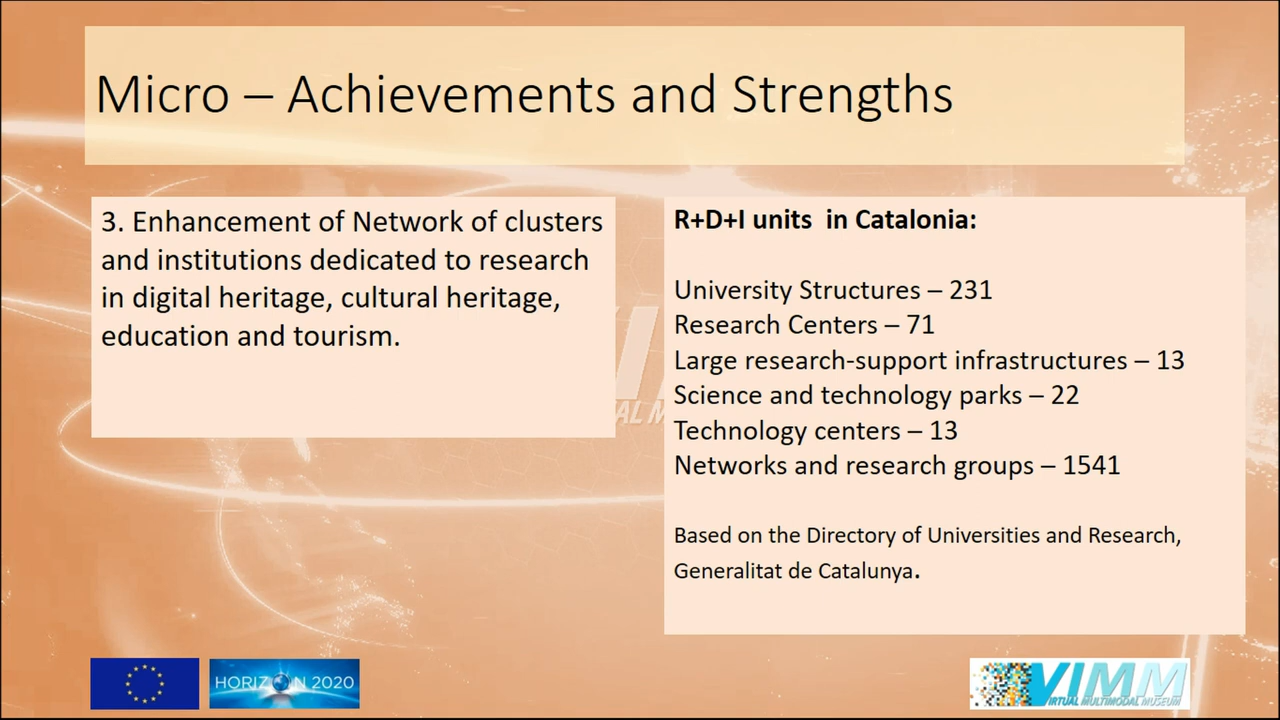 Micro – Achievements and Strengths
3. Enhancement of Network of clusters
and institutions dedicated to research
in digital heritage, cultural heritage,
education and tourism.
R+D+I units  in Catalonia:
University Structures – 231
Research Centers – 71
Large research-support infrastructures – 13
Science and technology parks – 22
Technology centers – 13
Networks and research groups – 1541
Based on the Directory of Universities and Research,
Generalitat de Catalunya.
HORIZON 2020
VIMM
VIRTUAL MULTIMODAL MUSEUM